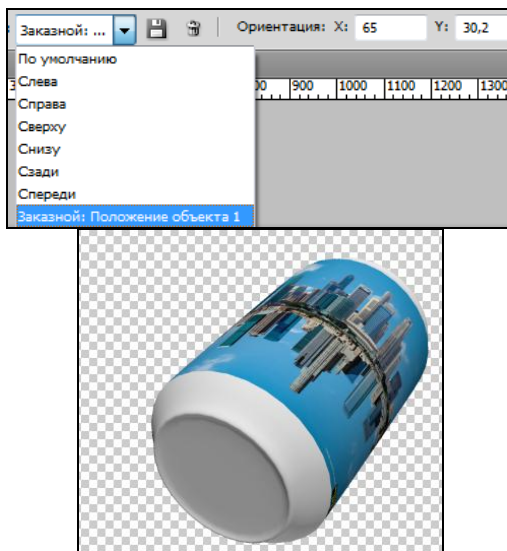 : Заказной: ... Ориентация: X: 65 Y: 30,2
По умолчанию
Слева 900 1000 1100 1200 1300
Справа
Сверху
Снизу
Сзади
Спереди
Заказной: Положение объекта 1